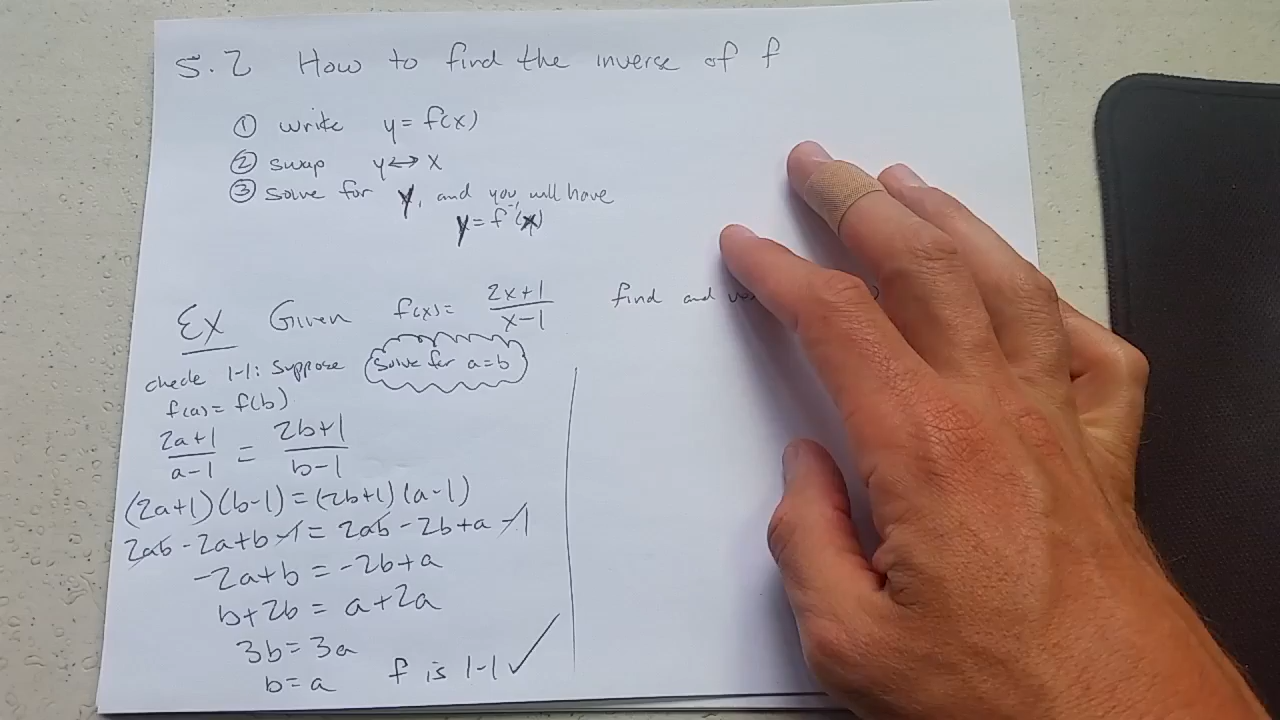 5.2 How to find the inverse of f
① write y = f(x)
② swap y ↔ x
③ solve for y, and you will have
y = f⁻¹(x)
Ex Given f(x) = (2x+1)/(x-1) find and
check 1-1: Suppose solve for a=b
f(a) = f(b)
(2a+1)/(a-1) = (2b+1)/(b-1)
(2a+1)(b-1) = (2b+1)(a-1)
2ab - 2a + b - 1 = 2ab - 2b + a - 1
-2a + b = -2b + a
b + 2b = a + 2a
3b = 3a
b = a f is 1-1 ✓